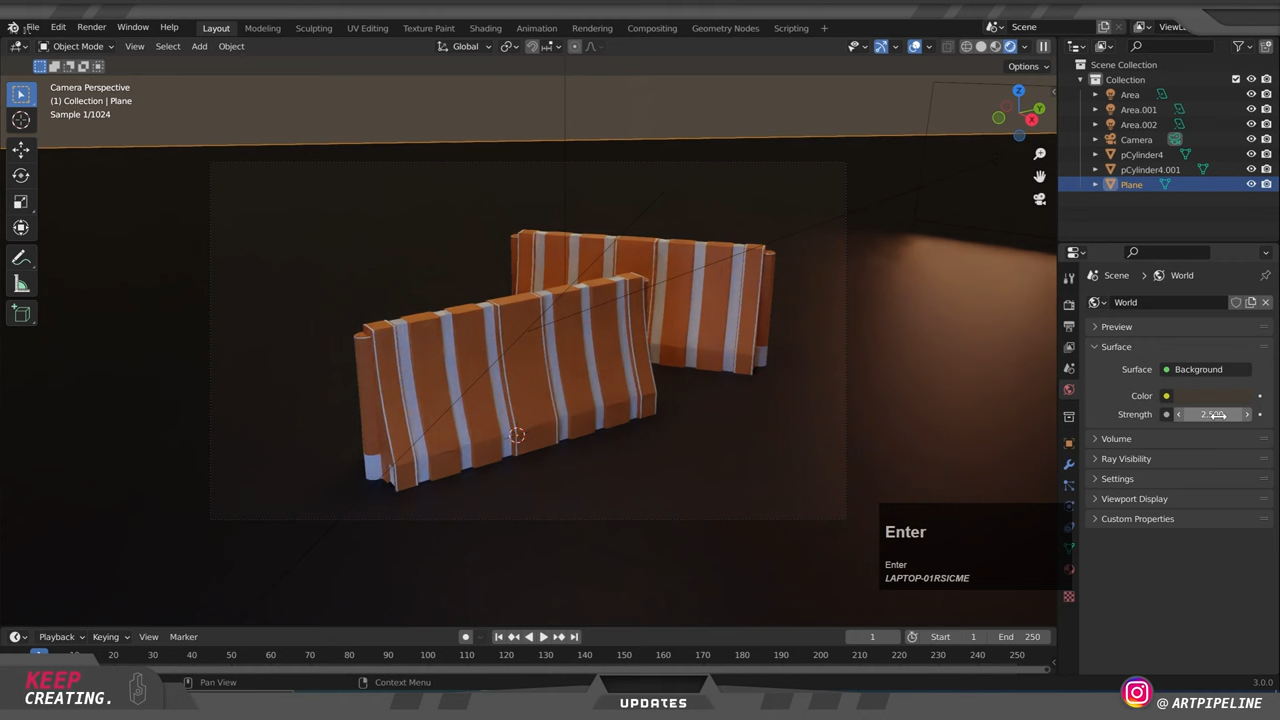 File Edit Render Window Help Layout Modeling Sculpting UV Editing Texture Paint Shading Animation Rendering Compositing Geometry Nodes Scripting + Scene ViewL
Object Mode View Select Add Object Global
Options
Camera Perspective
(1) Collection | Plane
Sample 1/1024
Z
Y
X
Scene Collection
Collection
Area
Area.001
Area.002
Camera
pCylinder4
pCylinder4.001
Plane
Scene World
World
Preview
Surface
Surface Background
Color
Strength 2.500
Volume
Ray Visibility
Settings
Viewport Display
Custom Properties
Enter
Enter
LAPTOP-01RSICME
Playback Keying View Marker 1 Start 1 End 250
20 30 40 50 60 70 80 90 100 110 120 130 140 150 160 170 180 190 200 210 220 230 240 250
Pan View Context Menu 3.0.0
KEEP
CREATING.
UPDATES
@ ARTPIPELINE